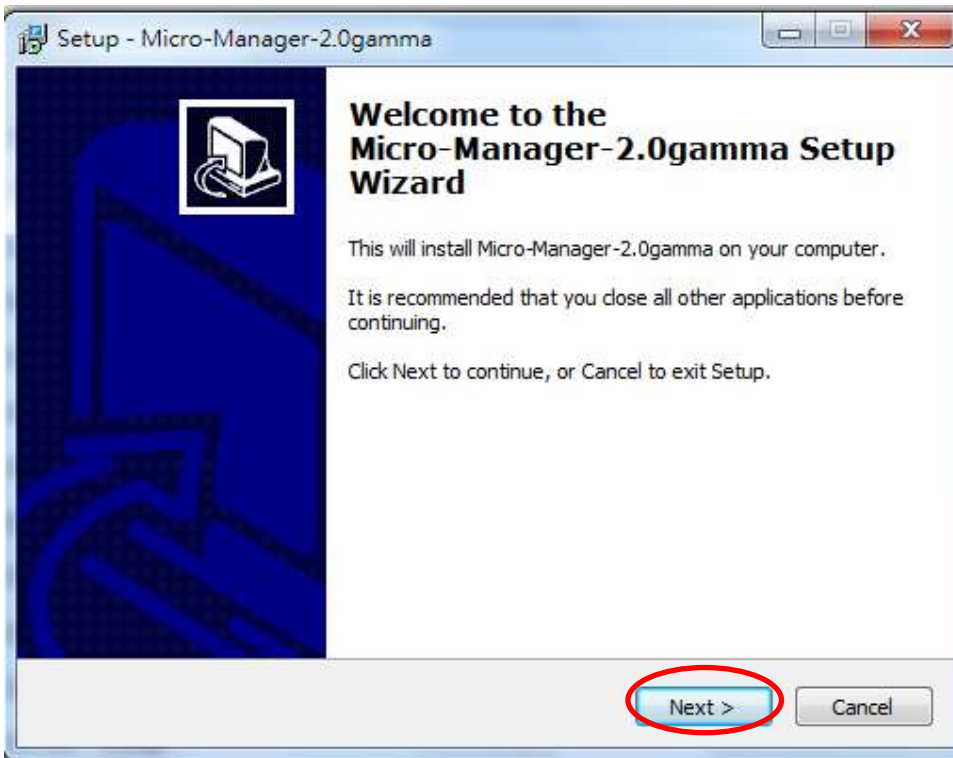 Setup - Micro-Manager-2.0gamma
Welcome to the
Micro-Manager-2.0gamma Setup
Wizard
This will install Micro-Manager-2.0gamma on your computer.
It is recommended that you close all other applications before
continuing.
Click Next to continue, or Cancel to exit Setup.
Next >
Cancel